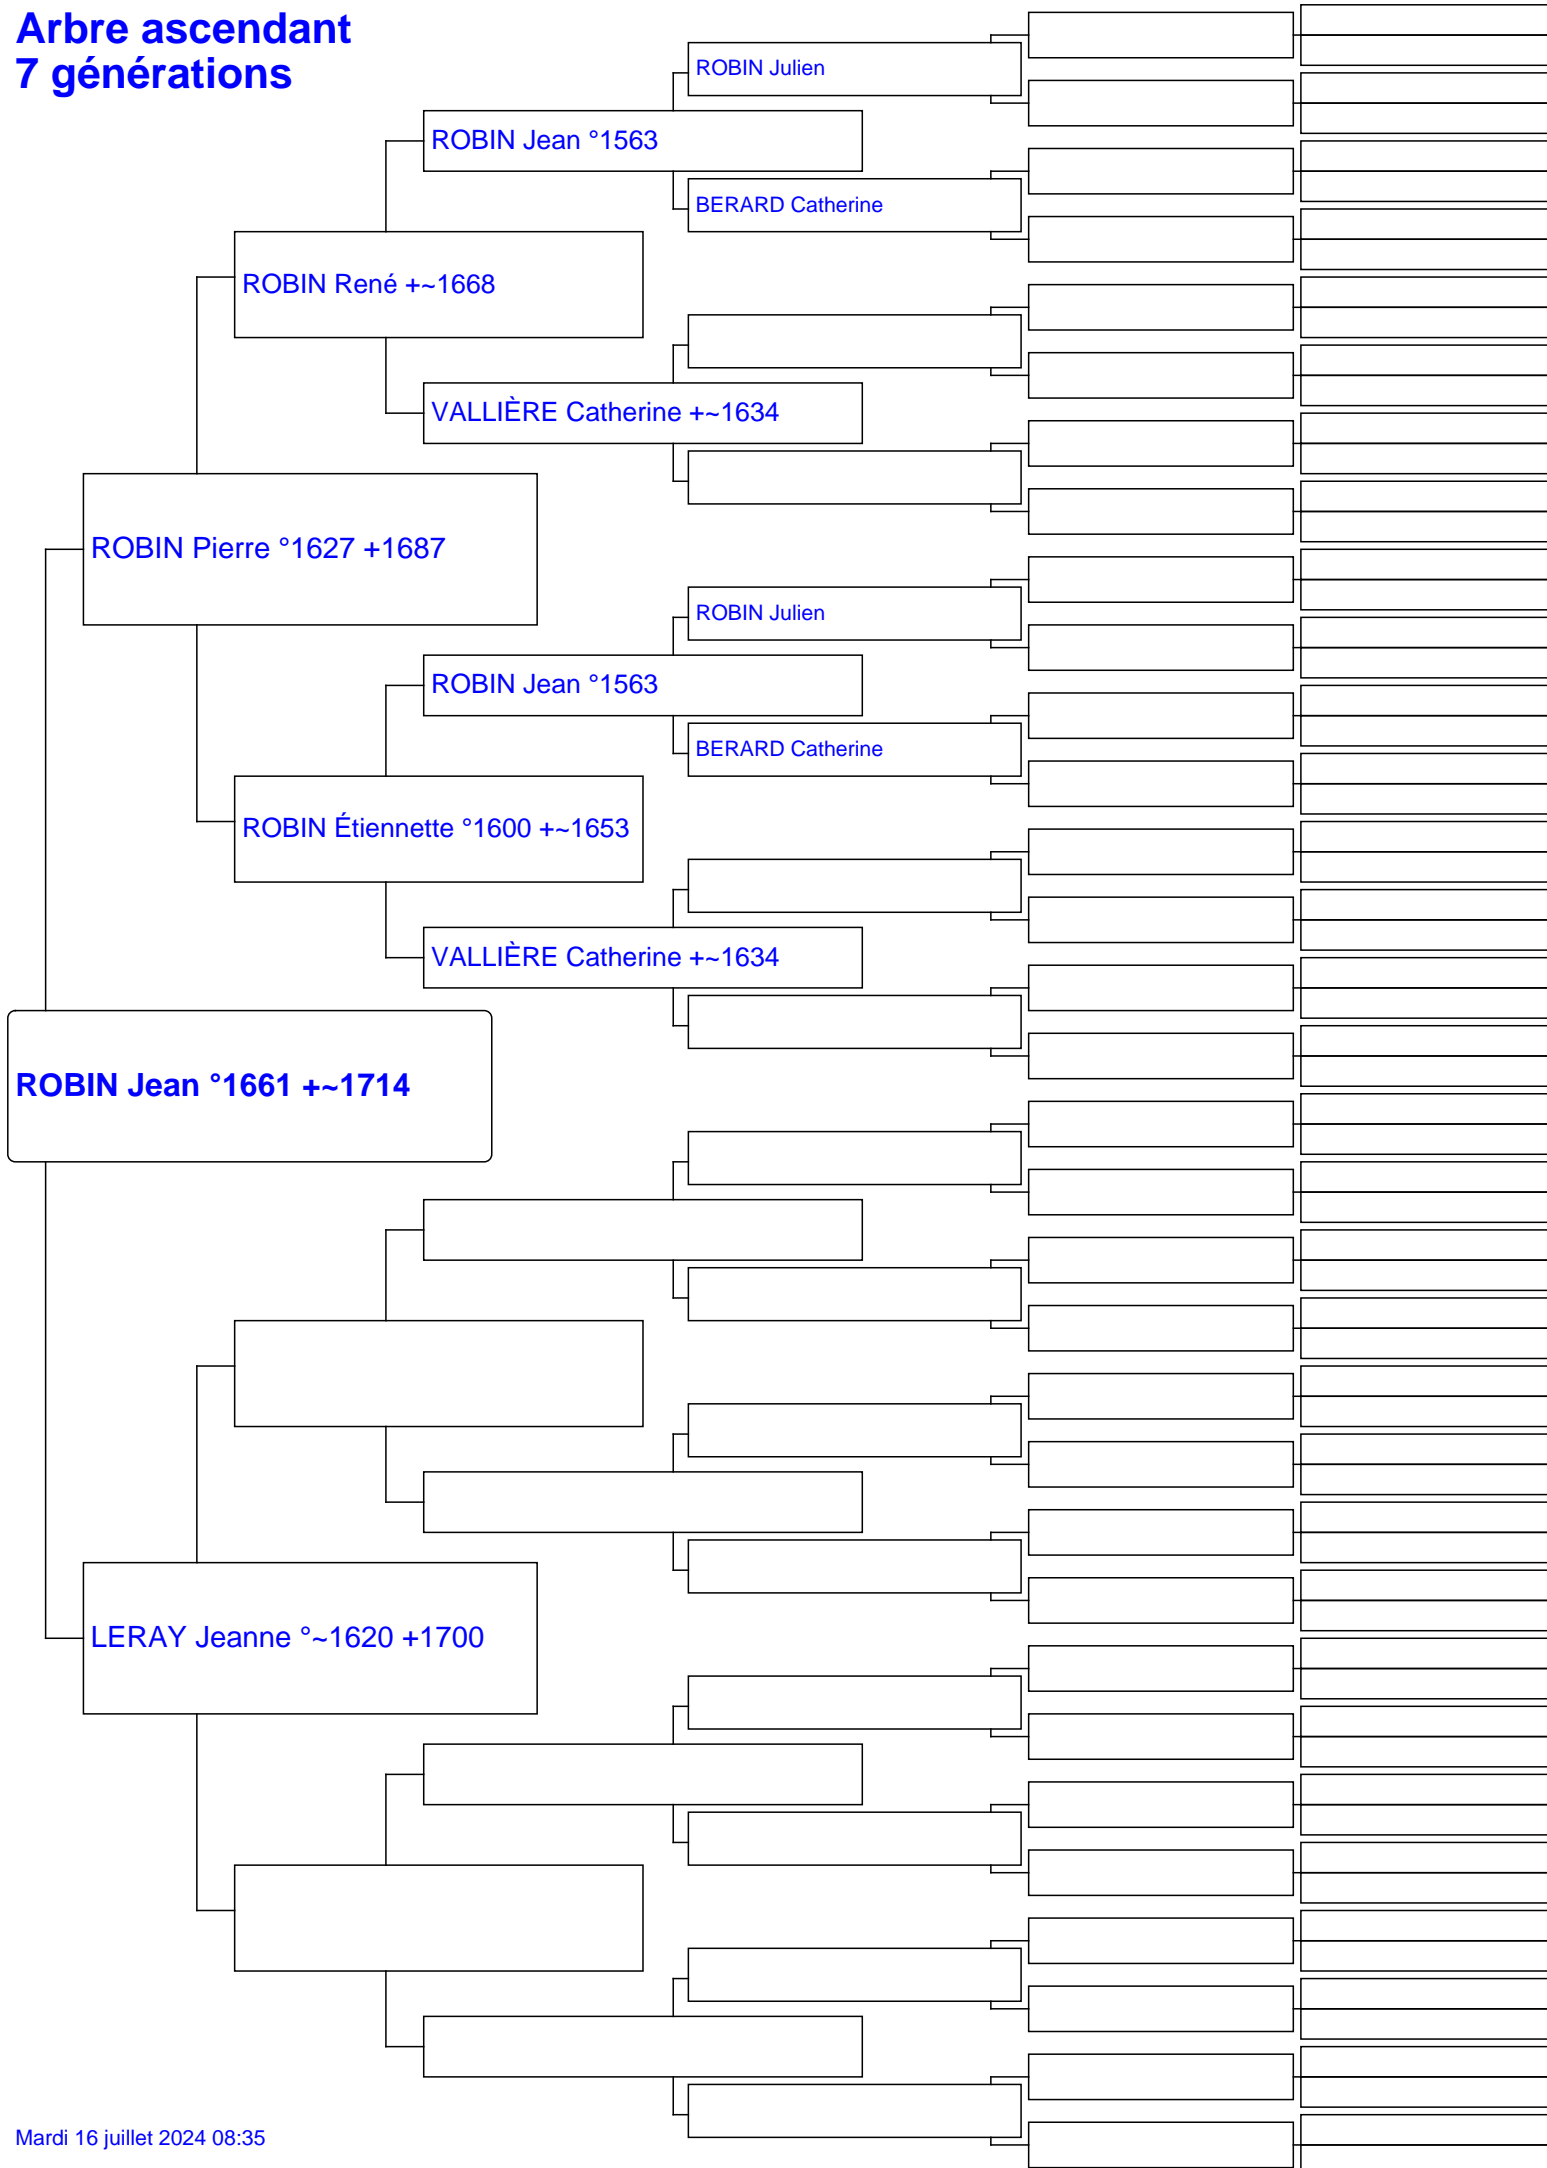 Arbre ascendant
7 générations
ROBIN Julien
ROBIN Jean °1563
BERARD Catherine
ROBIN René +~1668
VALLIÈRE Catherine +~1634
ROBIN Pierre °1627 +1687
ROBIN Julien
ROBIN Jean °1563
BERARD Catherine
ROBIN Étiennette °1600 +~1653
VALLIÈRE Catherine +~1634
ROBIN Jean °1661 +~1714
LERAY Jeanne °~1620 +1700
Mardi 16 juillet 2024 08:35